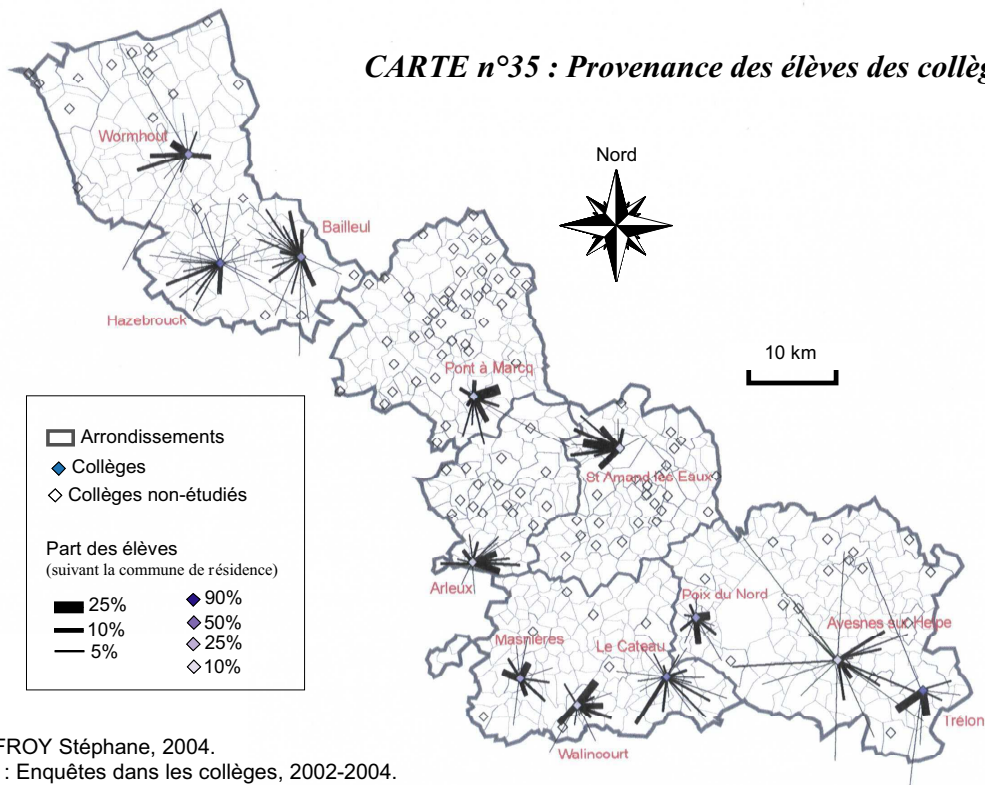 CARTE n°35 : Provenance des élèves des collèg
Nord
Wormhout
Bailleul
Hazebrouck
10 km
Pont à Marcq
St Amand les Eaux
Arleux
Poix du Nord
Avesnes sur Helpe
Masnières
Le Cateau
Trélon
Walincourt
Arrondissements
Collèges
Collèges non-étudiés
Part des élèves
(suivant la commune de résidence)
25%
10%
5%
90%
50%
25%
10%
FROY Stéphane, 2004.
: Enquêtes dans les collèges, 2002-2004.